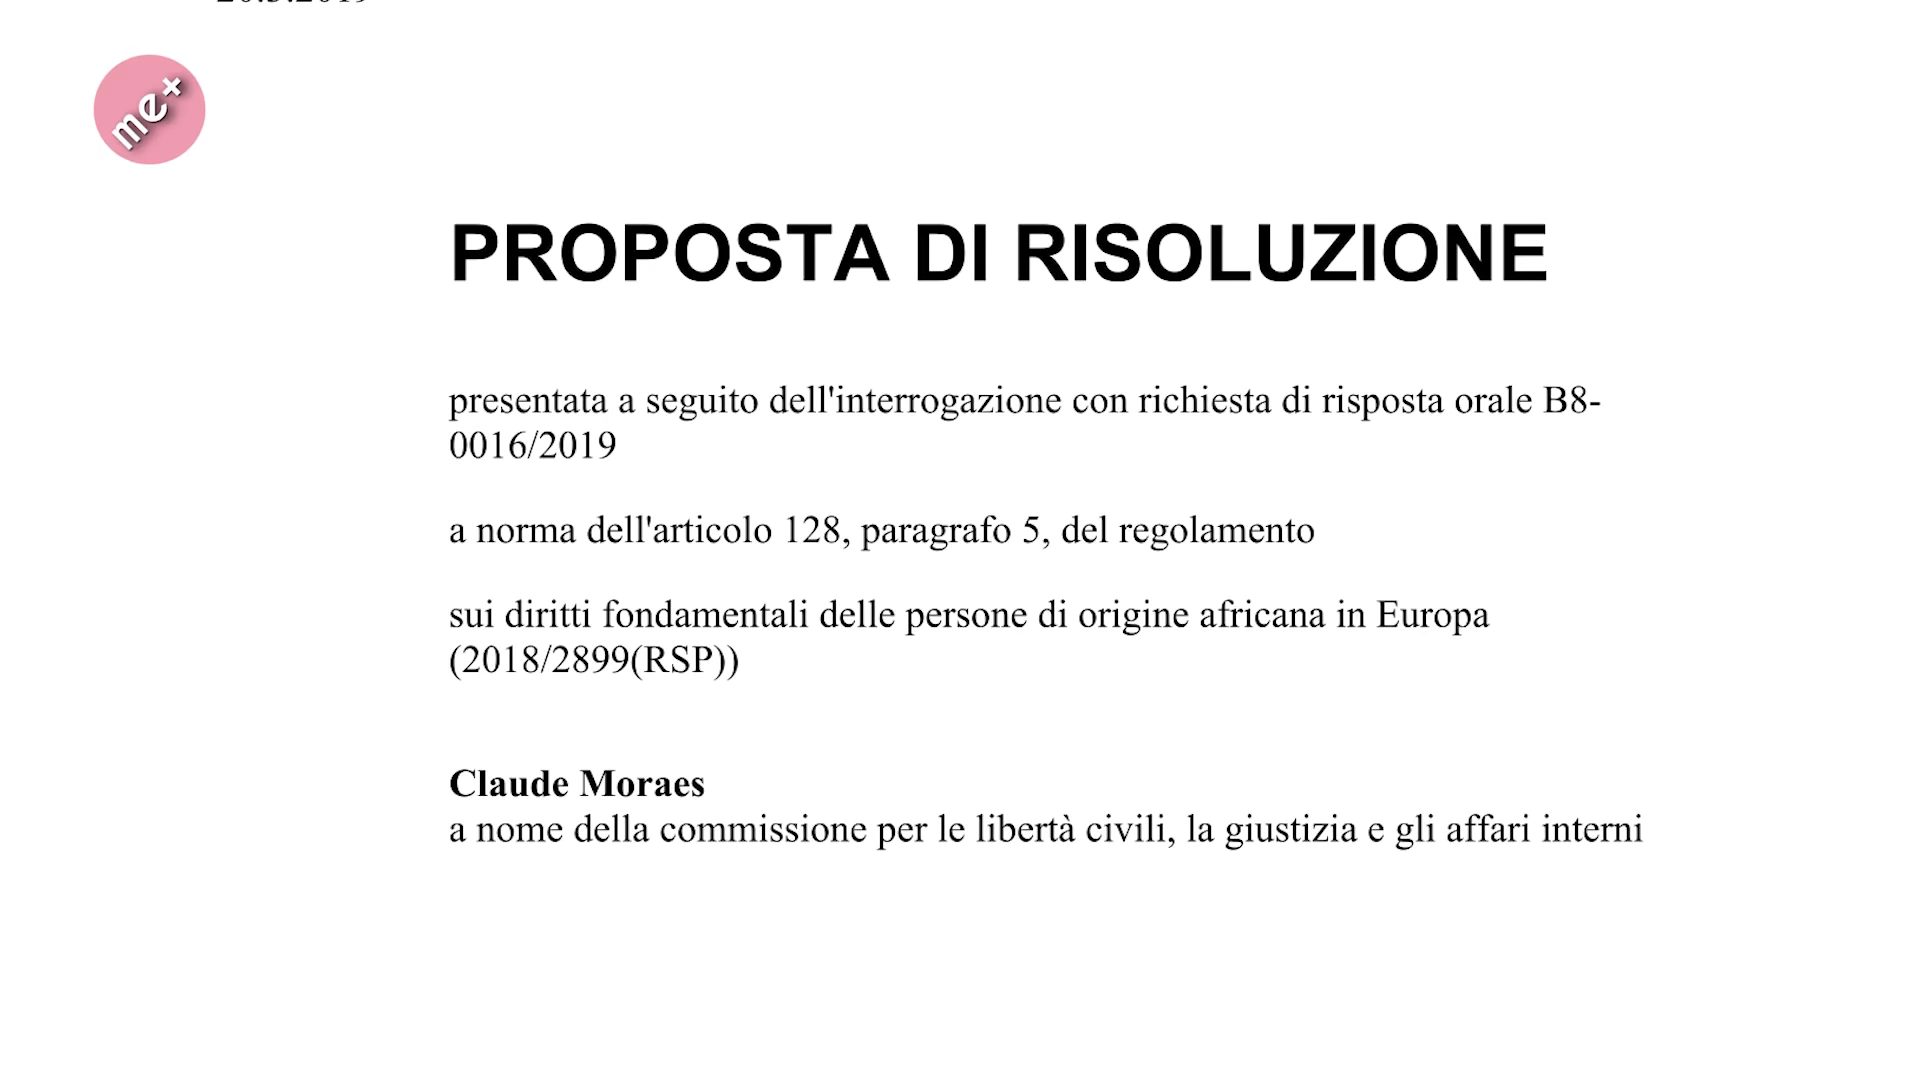 me+
PROPOSTA DI RISOLUZIONE
presentata a seguito dell'interrogazione con richiesta di risposta orale B8-
0016/2019
a norma dell'articolo 128, paragrafo 5, del regolamento
sui diritti fondamentali delle persone di origine africana in Europa
(2018/2899(RSP))
Claude Moraes
a nome della commissione per le libertà civili, la giustizia e gli affari interni